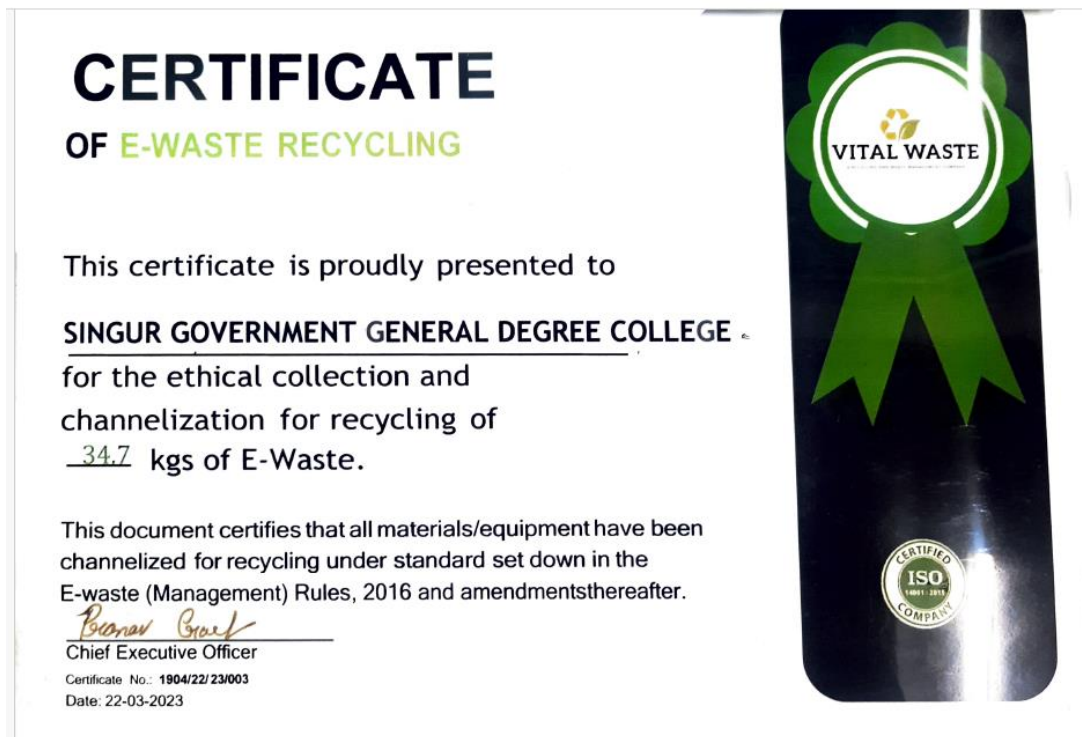 CERTIFICATE
OF E-WASTE RECYCLING
VITAL WASTE
This certificate is proudly presented to
SINGUR GOVERNMENT GENERAL DEGREE COLLEGE
for the ethical collection and
channelization for recycling of
34.7 kgs of E-Waste.
This document certifies that all materials/equipment have been
channelized for recycling under standard set down in the
E-waste (Management) Rules, 2016 and amendmentsthereafter.
Chief Executive Officer
Certificate No.: 1904/22/23/003
Date: 22-03-2023
CERTIFIED
ISO
14001:2015
COMPANY